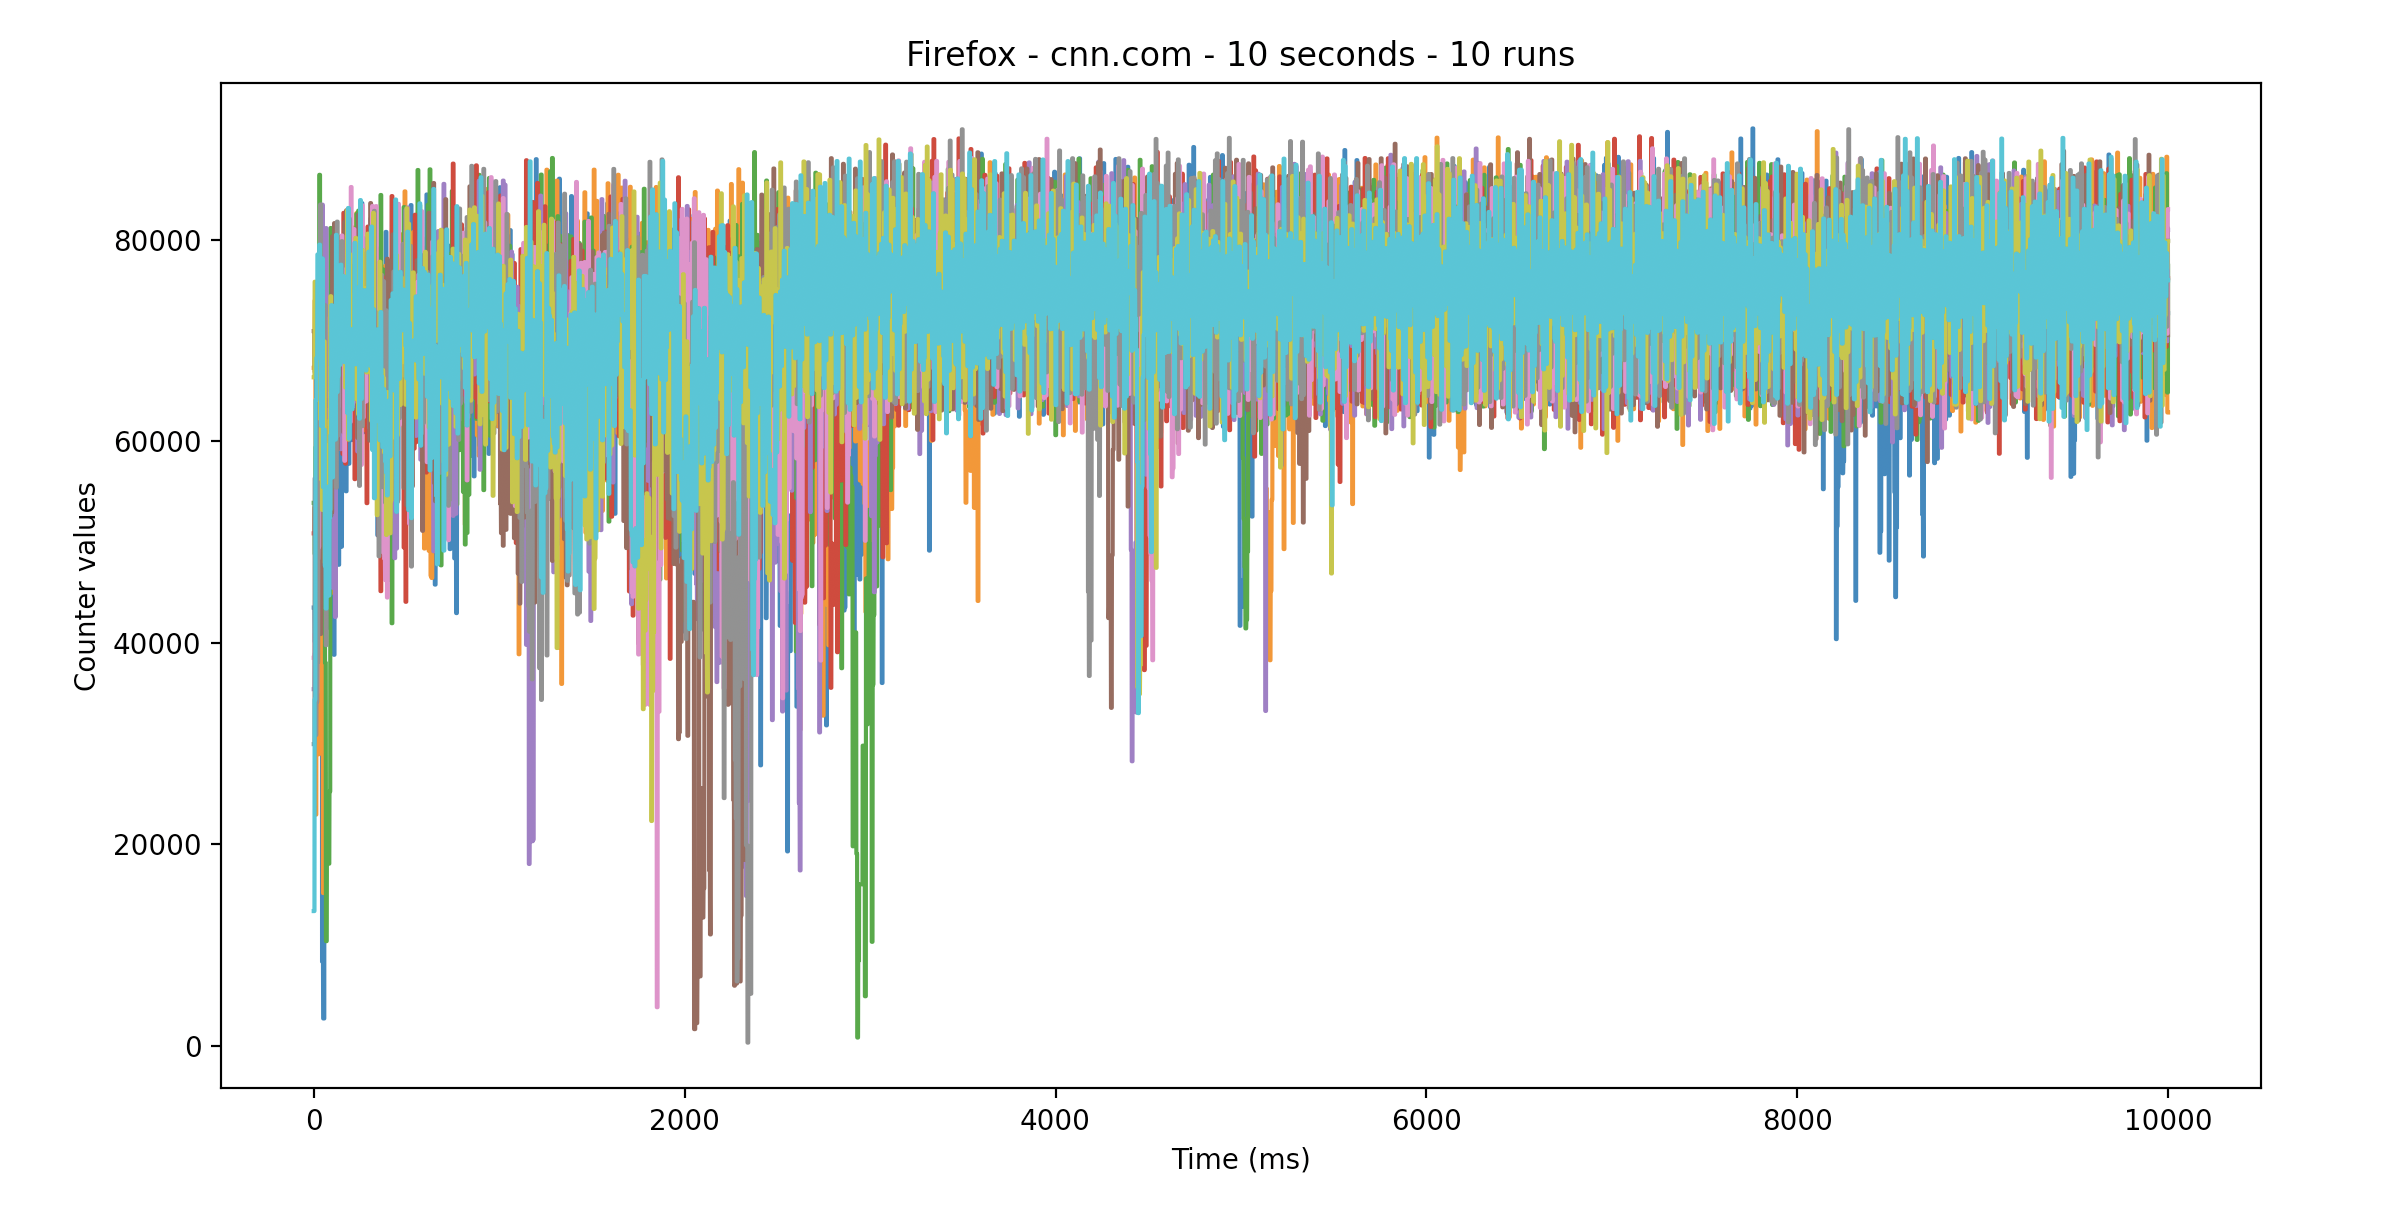 Firefox - cnn.com - 10 seconds - 10 runs
Counter values
80000
60000
40000
20000
0
0 2000 4000 6000 8000 10000
Time (ms)